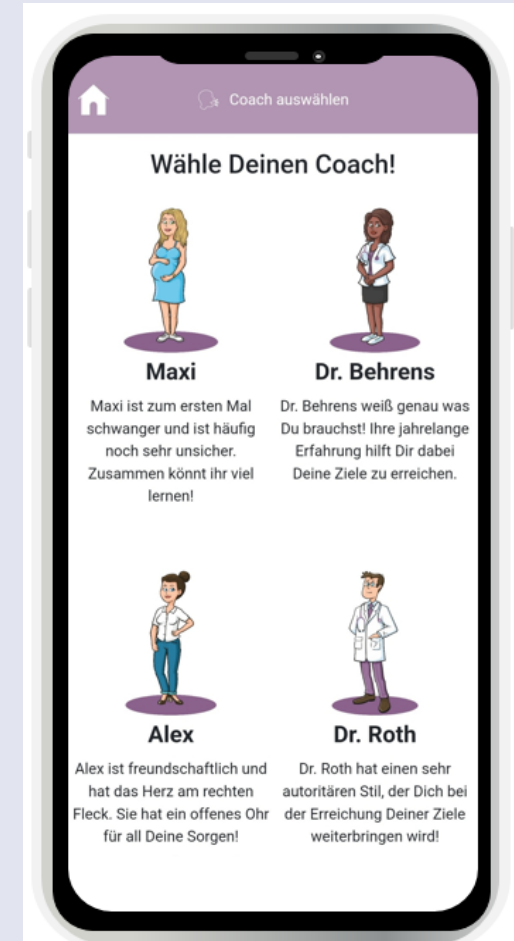 Coach auswählen
Wähle Deinen Coach!
Maxi
Maxi ist zum ersten Mal
schwanger und ist häufig
noch sehr unsicher.
Zusammen könnt ihr viel
lernen!
Dr. Behrens
Dr. Behrens weiß genau was
Du brauchst! Ihre jahrelange
Erfahrung hilft Dir dabei
Deine Ziele zu erreichen.
Alex
Alex ist freundschaftlich und
hat das Herz am rechten
Fleck. Sie hat ein offenes Ohr
für all Deine Sorgen!
Dr. Roth
Dr. Roth hat einen sehr
autoritären Stil, der Dich bei
der Erreichung Deiner Ziele
weiterbringen wird!